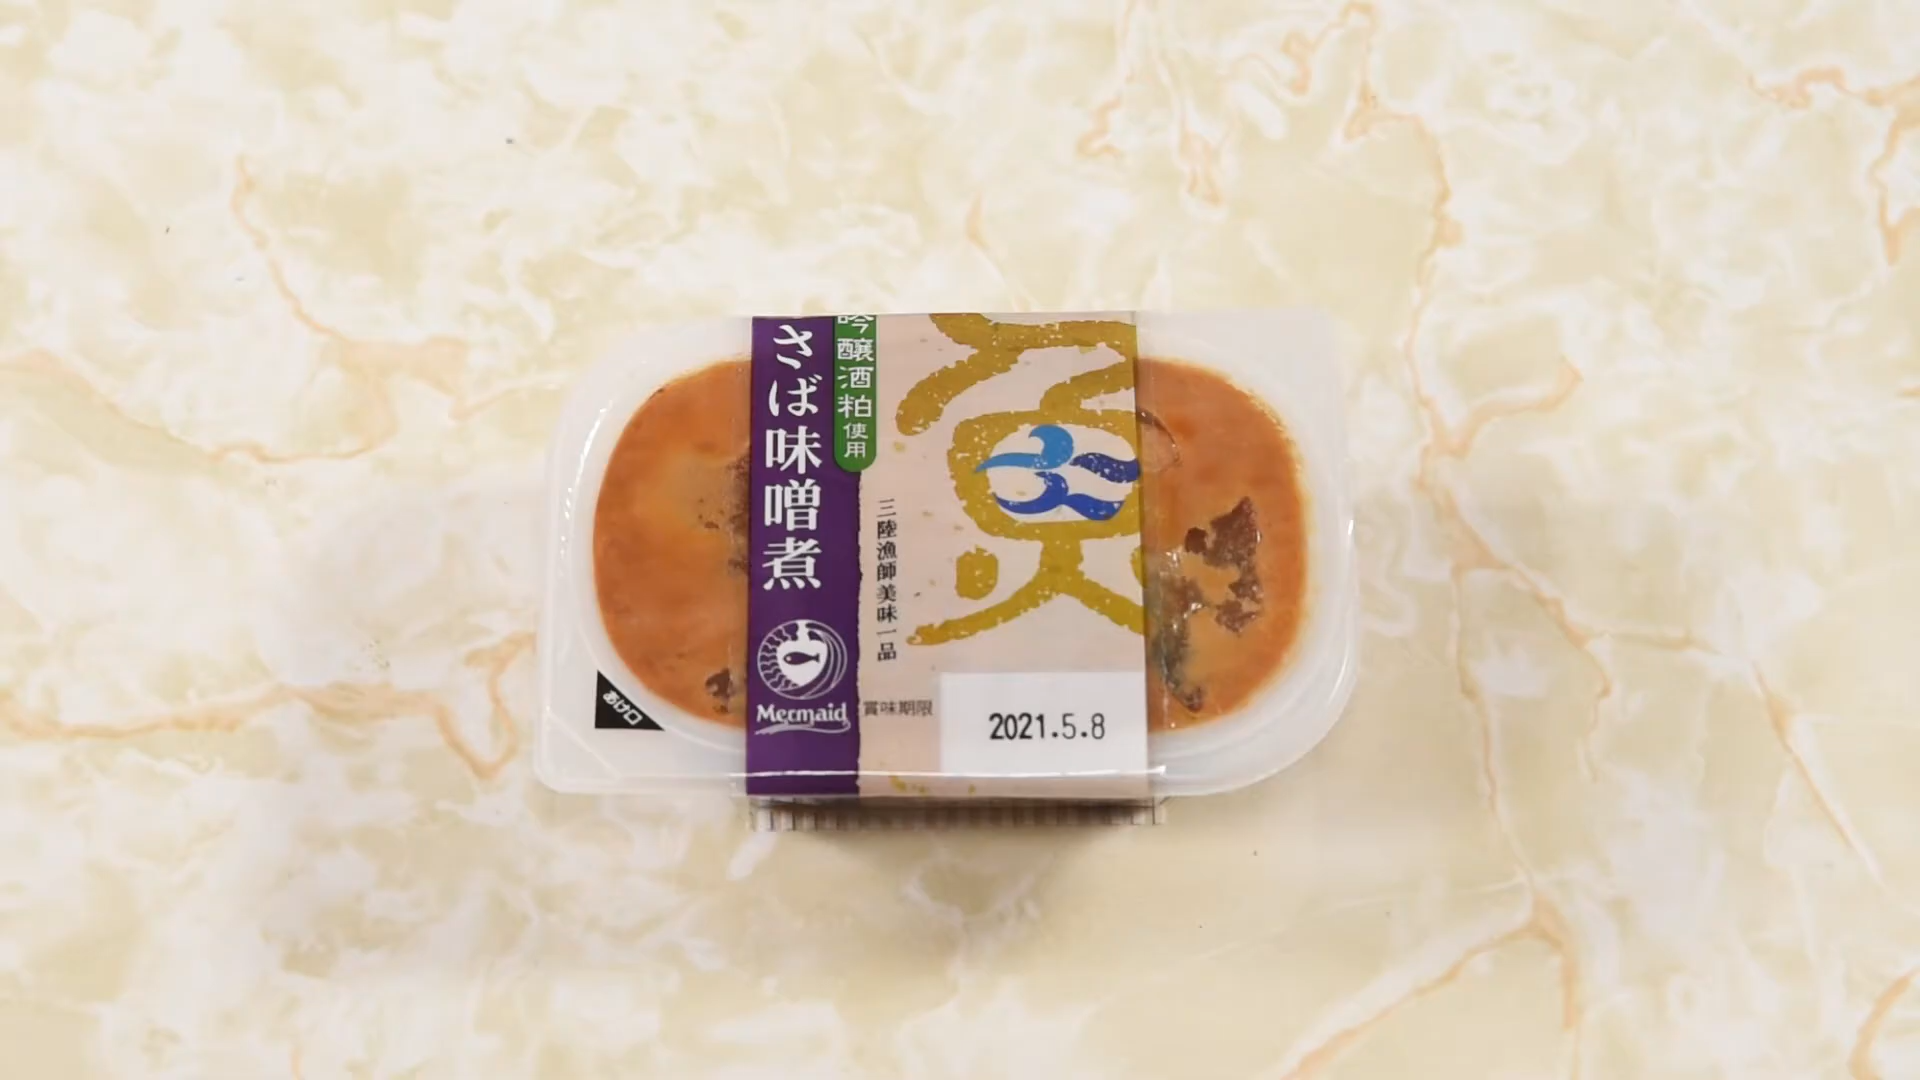 吟醸酒粕使用
さば味噌煮
魚
三陸漁師美味一品
Mermaid
賞味期限
2021.5.8
あけ口